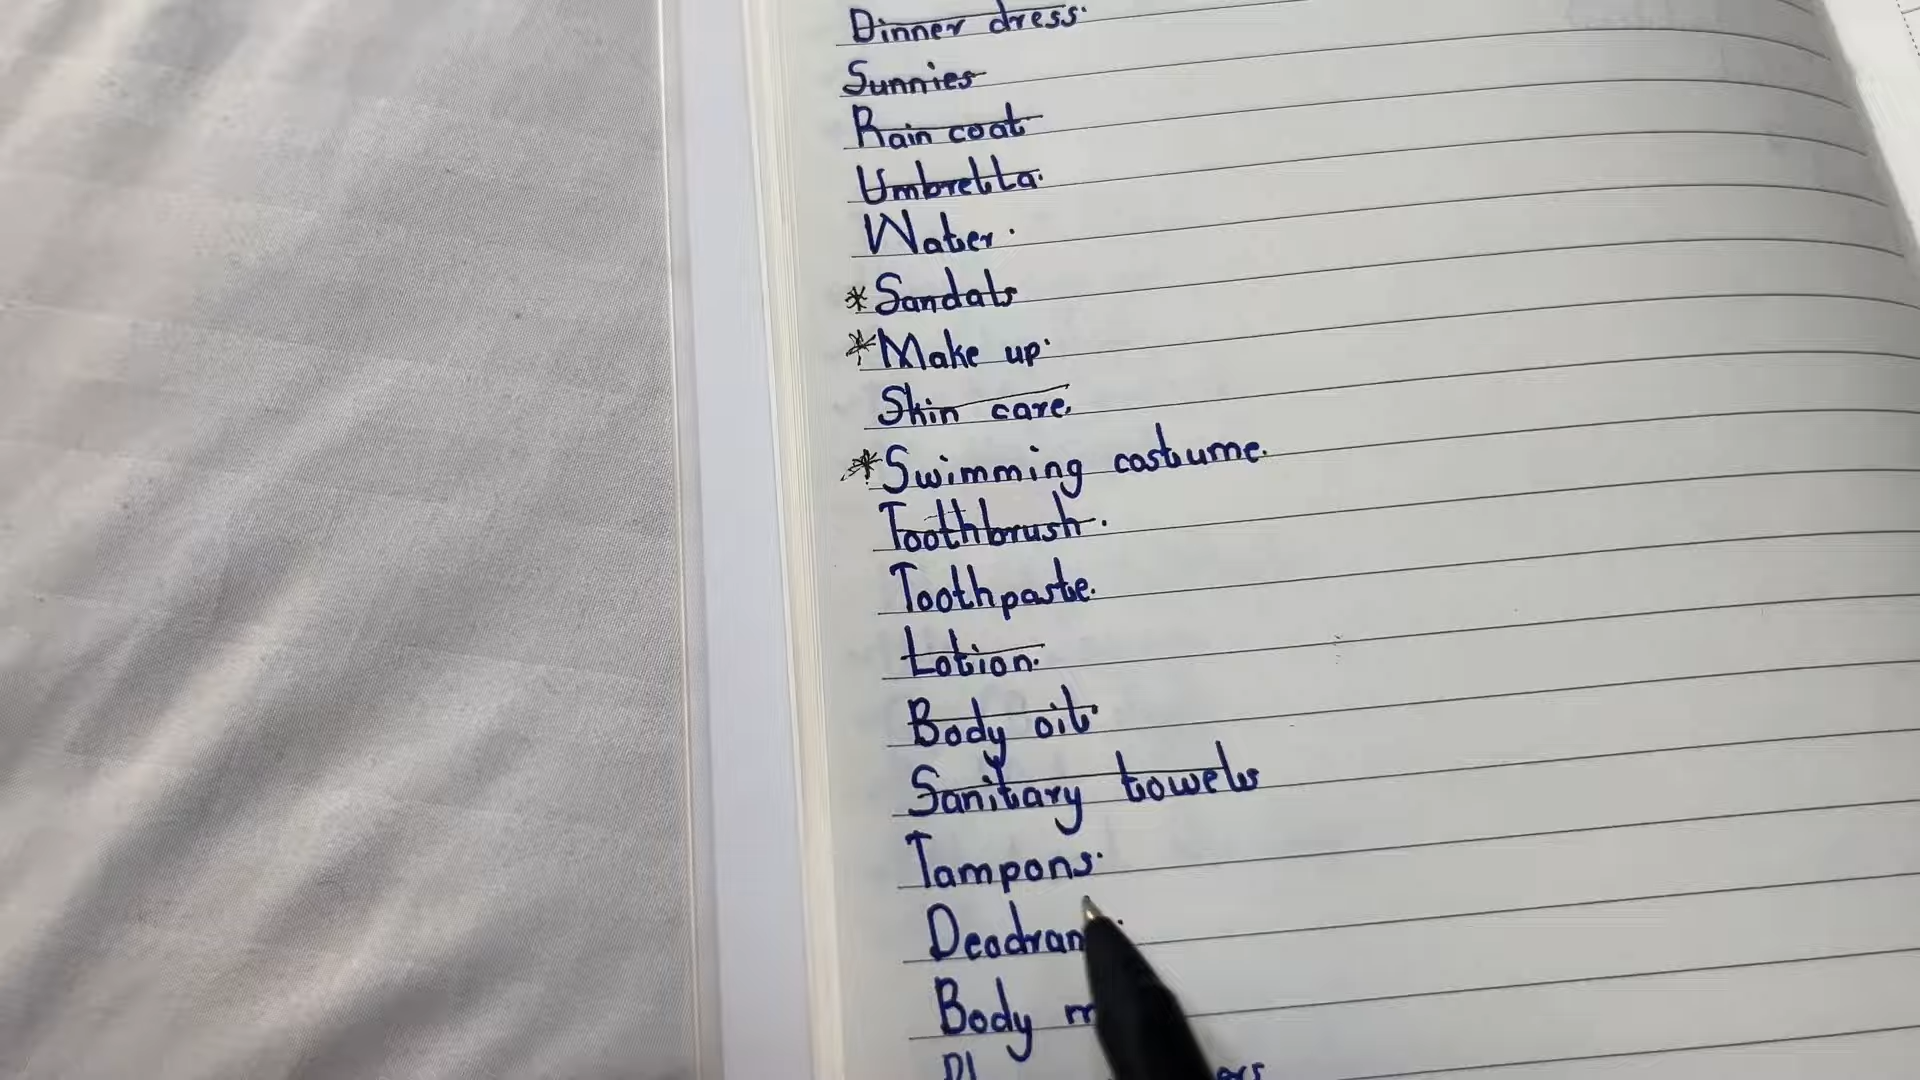 Dinner dress.
Sunnies
Rain coat
Umbrella.
Water.
*Sandals
*Make up.
Skin care.
*Swimming costume.
Toothbrush.
Toothpaste.
Lotion.
Body oil.
Sanitary towels
Tampons.
Deodran
Body